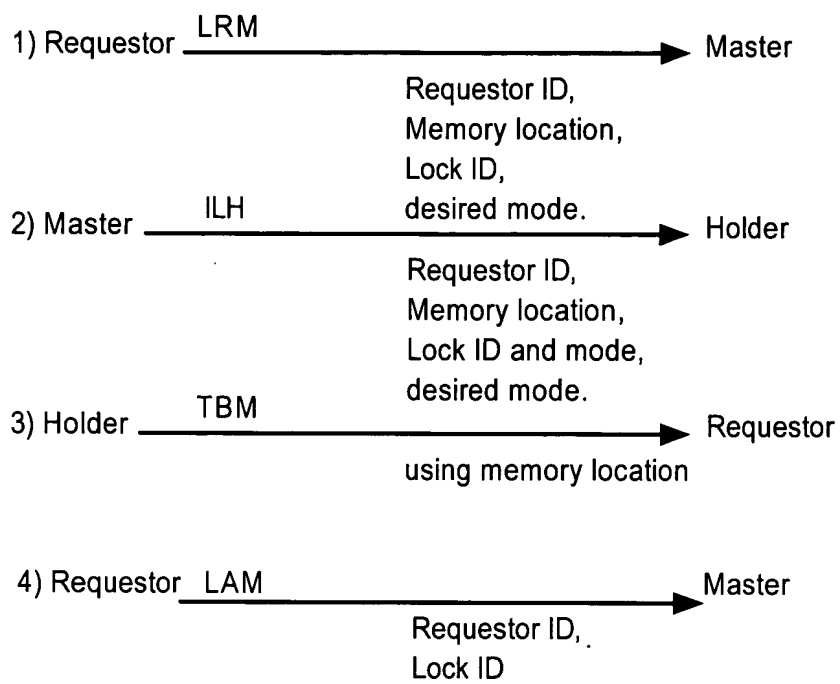 1) Requestor LRM Master
Requestor ID,
Memory location,
Lock ID,
desired mode.
2) Master ILH Holder
Requestor ID,
Memory location,
Lock ID and mode,
desired mode.
3) Holder TBM Requestor
using memory location
4) Requestor LAM Master
Requestor ID,
Lock ID